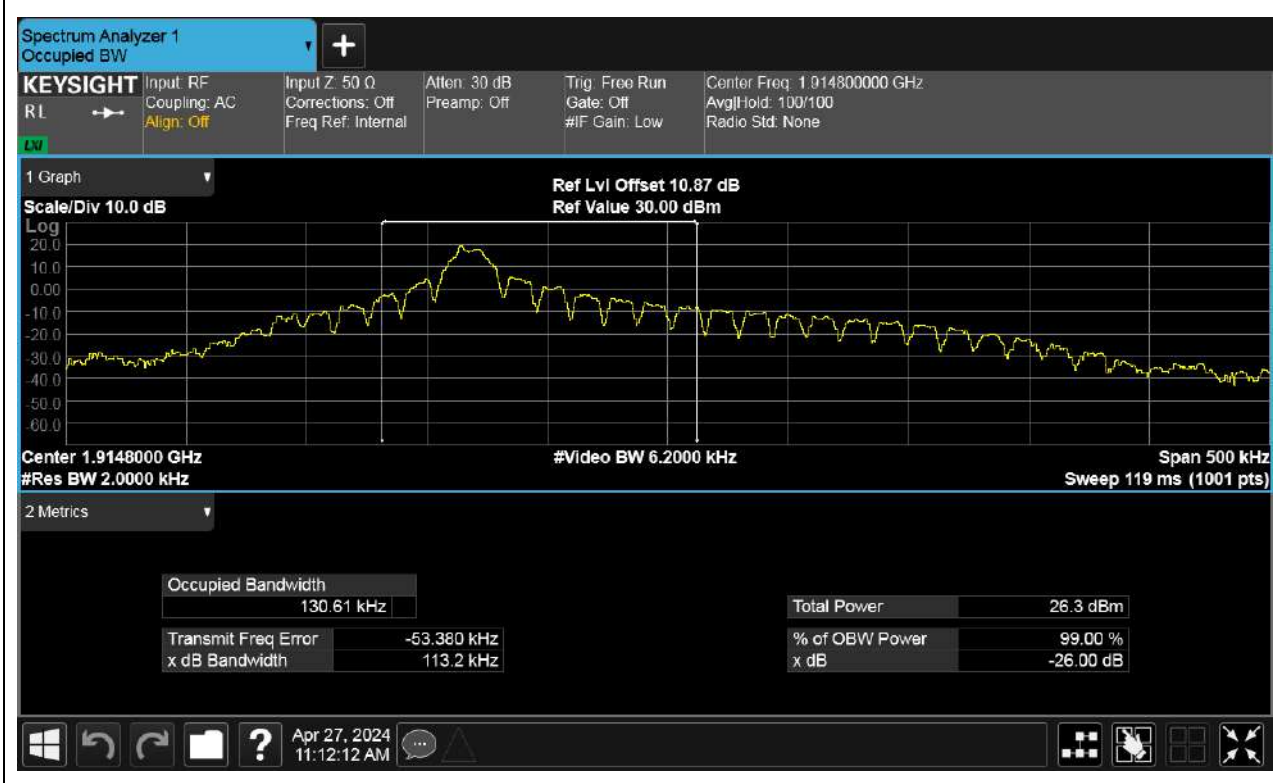 Spectrum Analyzer 1
Occupied BW
+
KEYSIGHT
RL
LXI
Input: RF
Coupling: AC
Align: Off
Input Z: 50 Ω
Corrections: Off
Freq Ref: Internal
Atten: 30 dB
Preamp: Off
Trig: Free Run
Gate: Off
#IF Gain: Low
Center Freq: 1.914800000 GHz
Avg|Hold: 100/100
Radio Std: None
1 Graph
Scale/Div 10.0 dB
Ref Lvl Offset 10.87 dB
Ref Value 30.00 dBm
Log
20.0
10.0
0.00
-10.0
-20.0
-30.0
-40.0
-50.0
-60.0
Center 1.9148000 GHz
#Video BW 6.2000 kHz
Span 500 kHz
#Res BW 2.0000 kHz
Sweep 119 ms (1001 pts)
2 Metrics
Occupied Bandwidth
130.61 kHz
Total Power 26.3 dBm
Transmit Freq Error -53.380 kHz
% of OBW Power 99.00 %
x dB Bandwidth 113.2 kHz
x dB -26.00 dB
?
Apr 27, 2024
11:12:12 AM